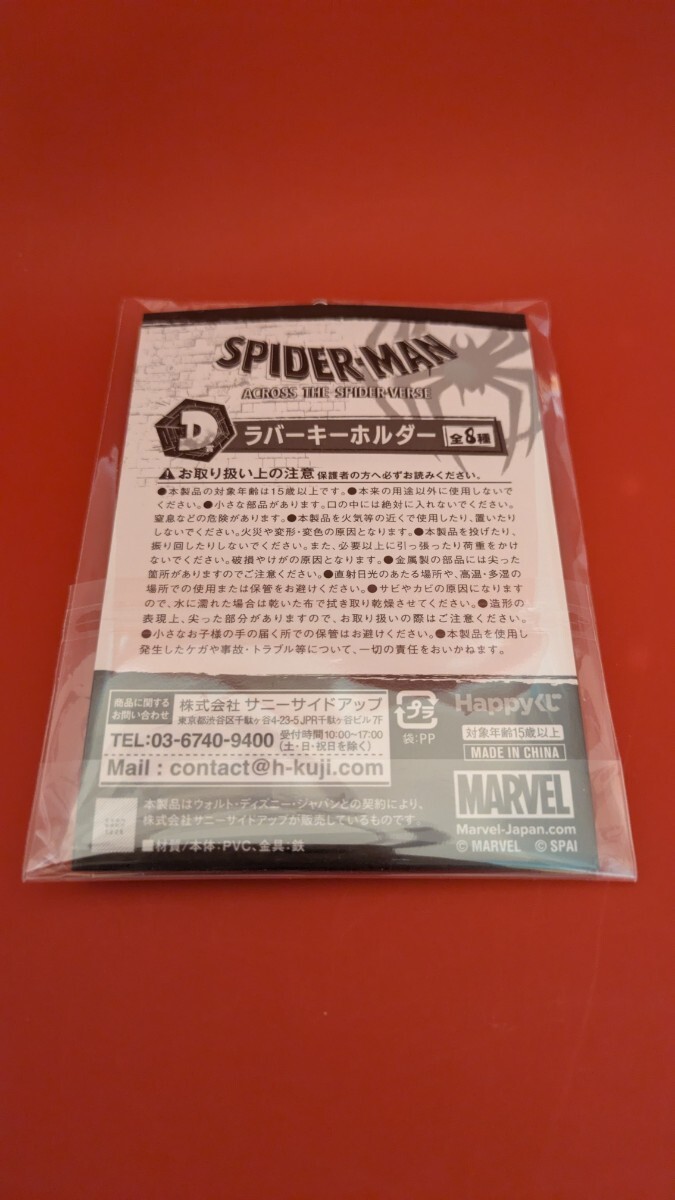 SPIDER-MAN
ACROSS THE SPIDER-VERSE
D賞
ラバーキーホルダー 全8種
お取り扱い上の注意 保護者の方へ必ずお読みください。
●本製品の対象年齢は15歳以上です。●本来の用途以外に使用しないで
ください。●小さな部品があります。口の中には絶対に入れないでください。
窒息などの危険があります。●本製品を火気等の近くで使用したり、置いたり
しないでください。火災や変形・変色の原因となります。●本製品を投げたり、
振り回したりしないでください。また、必要以上に引っ張ったり荷重をかけ
ないでください。破損やけがの原因となります。●金属製の部品には尖った
箇所がありますのでご注意ください。●直射日光のあたる場所や、高温・多湿の
場所での使用または保管をお避けください。●サビやカビの原因になります
ので、水に濡れた場合は乾いた布で拭き取り乾燥させてください。●造形の
表現上、尖った部分がありますので、お取り扱いの際はご注意ください。
●小さなお子様の手の届く所での保管はお避けください。●本製品を使用し
発生したケガや事故・トラブル等について、一切の責任をおいかねます。
商品に関する
お問い合わせ
株式会社 サニーサイドアップ
東京都渋谷区千駄ヶ谷4-23-5 JPR千駄ヶ谷ビル7F
TEL:03-6740-9400 受付時間10:00~17:00
(土・日・祝日を除く)
Mail : contact@h-kuji.com
プラ
袋:PP
Happyくじ
対象年齢15歳以上
MADE IN CHINA
MARVEL
Marvel-Japan.com
© MARVEL © SPAI
本製品はウォルト・ディズニー・ジャパンとの契約により、
株式会社サニーサイドアップが販売しているものです。
■材質/本体:PVC、金具:鉄